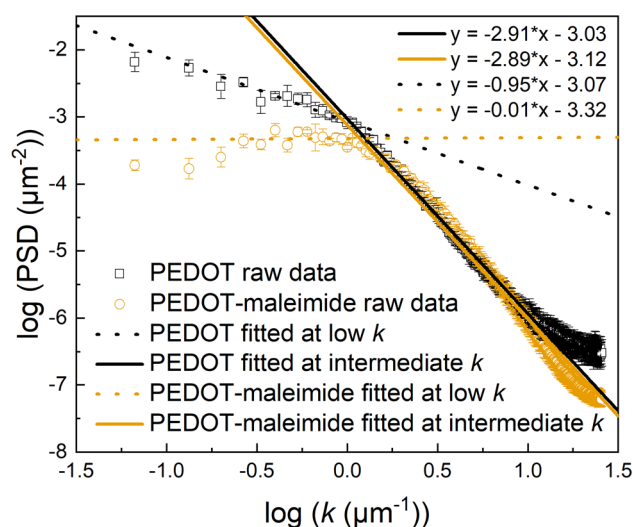 y = -2.91*x - 3.03
y = -2.89*x - 3.12
y = -0.95*x - 3.07
y = -0.01*x - 3.32
PEDOT raw data
PEDOT-maleimide raw data
PEDOT fitted at low k
PEDOT fitted at intermediate k
PEDOT-maleimide fitted at low k
PEDOT-maleimide fitted at intermediate k
log (PSD (µm⁻²))
-2
-3
-4
-5
-6
-7
-8
-1.5 -1.0 -0.5 0.0 0.5 1.0 1.5
log (k (µm⁻¹))